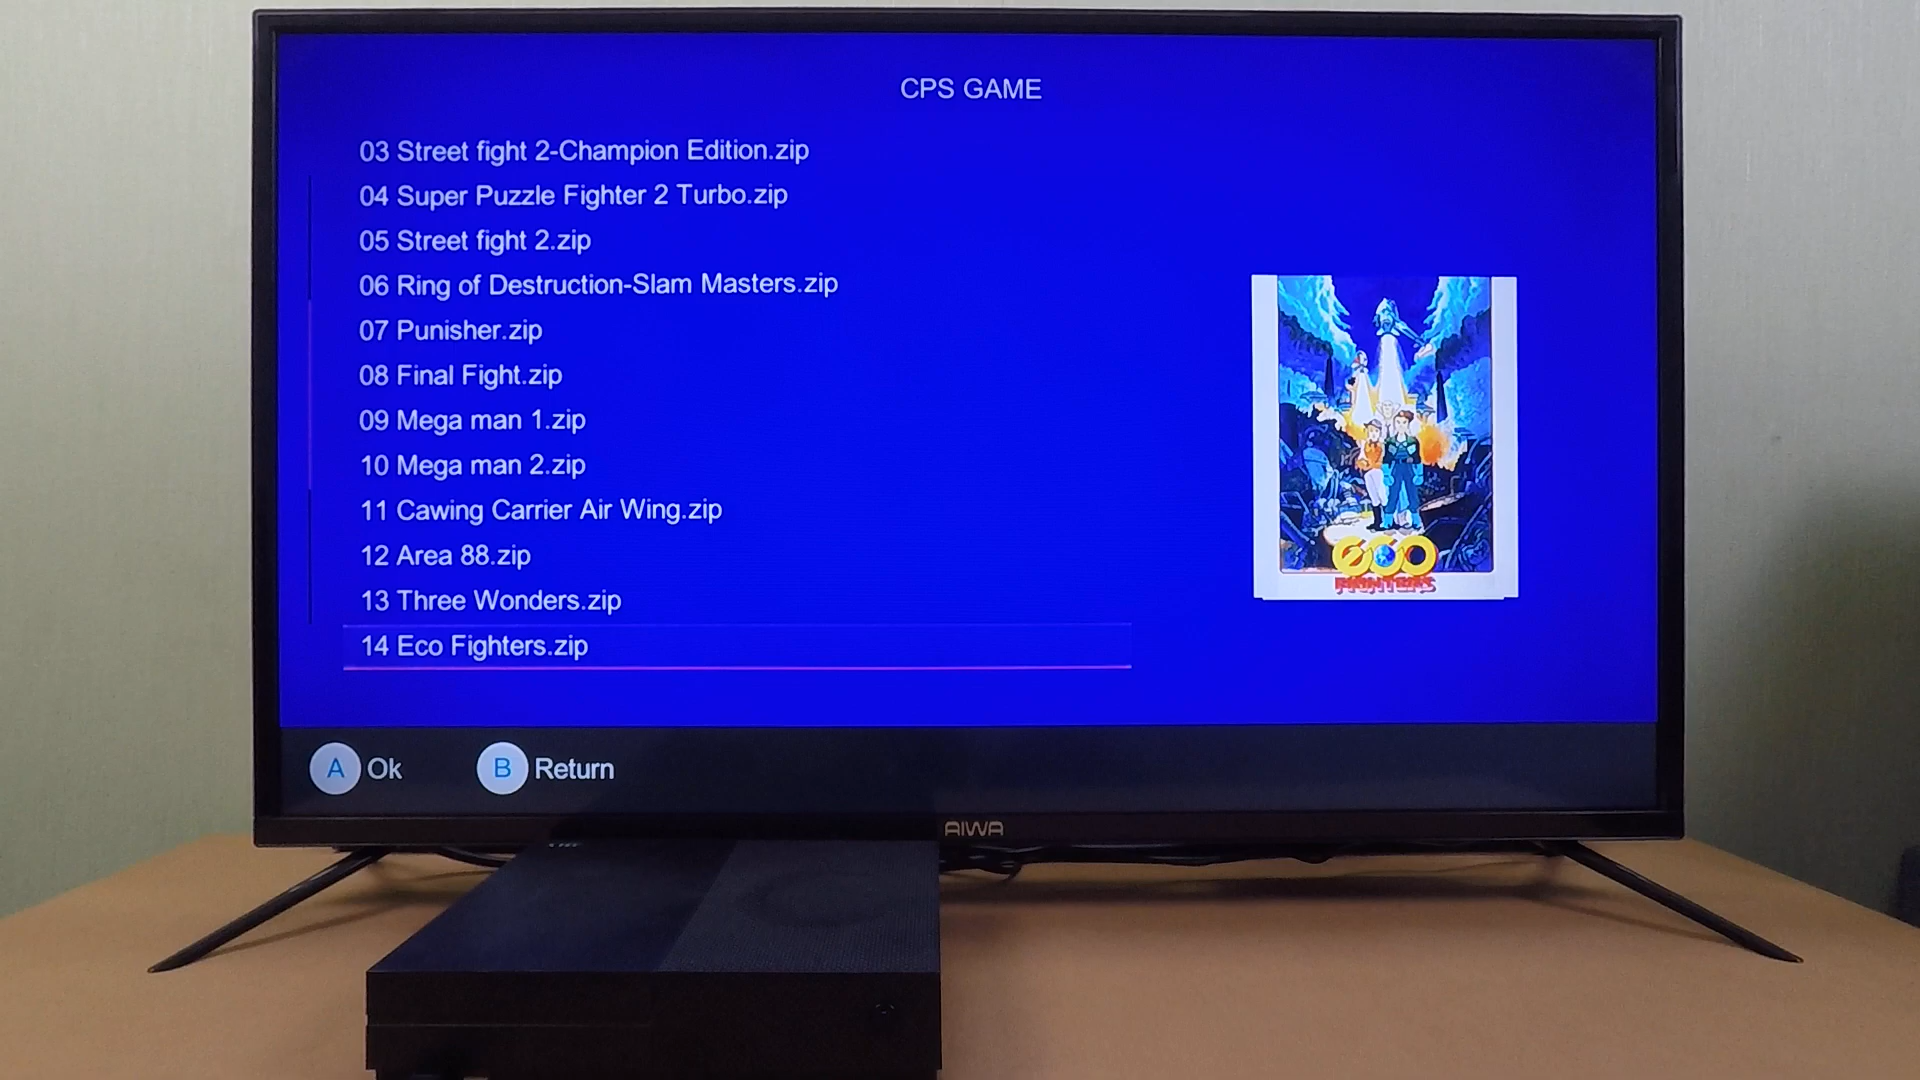 CPS GAME
03 Street fight 2-Champion Edition.zip
04 Super Puzzle Fighter 2 Turbo.zip
05 Street fight 2.zip
06 Ring of Destruction-Slam Masters.zip
07 Punisher.zip
08 Final Fight.zip
09 Mega man 1.zip
10 Mega man 2.zip
11 Cawing Carrier Air Wing.zip
12 Area 88.zip
13 Three Wonders.zip
14 Eco Fighters.zip
ECO
FIGHTERS
A Ok
B Return
AIWA